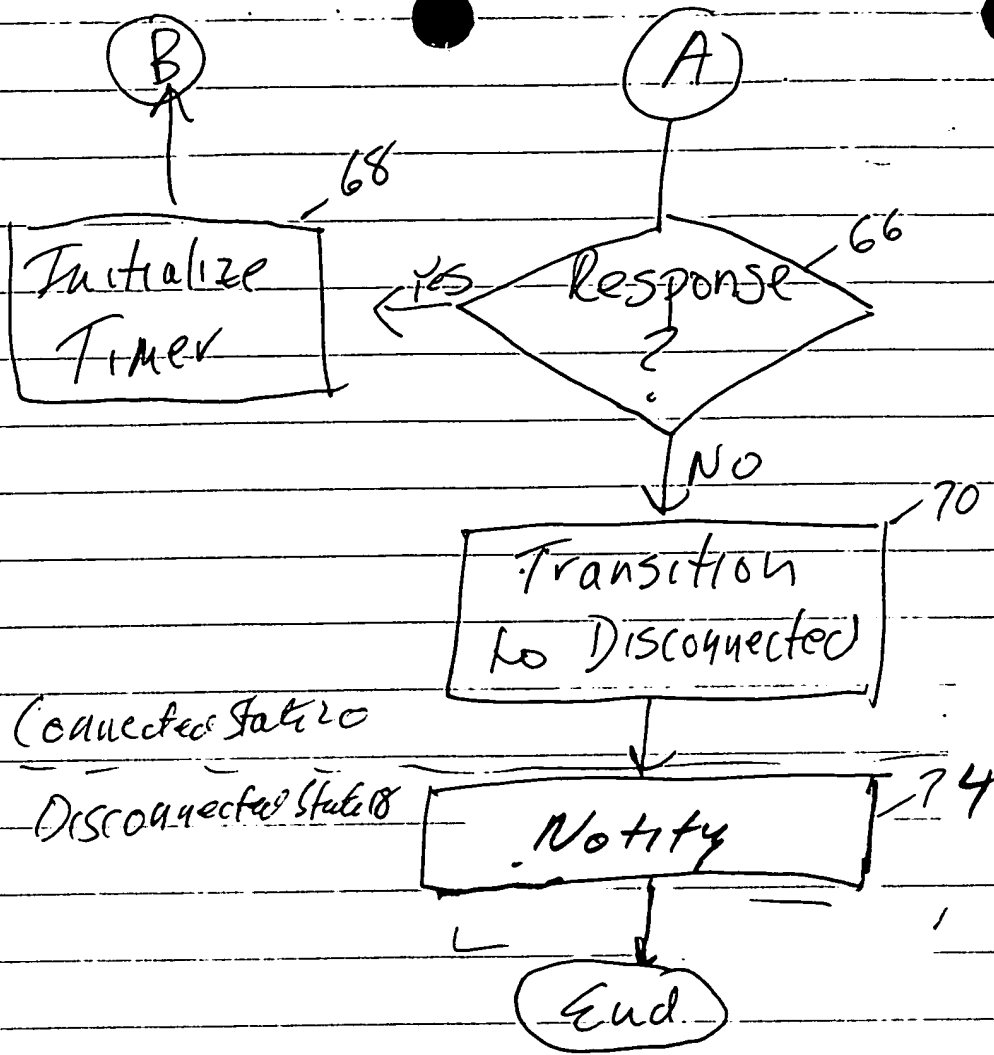 B
A
68
66
Initialize
Timer
Yes
Response
?
NO
70
Transition
to Disconnected
Connected State 20
Disconnected State 18
74
Notify
End